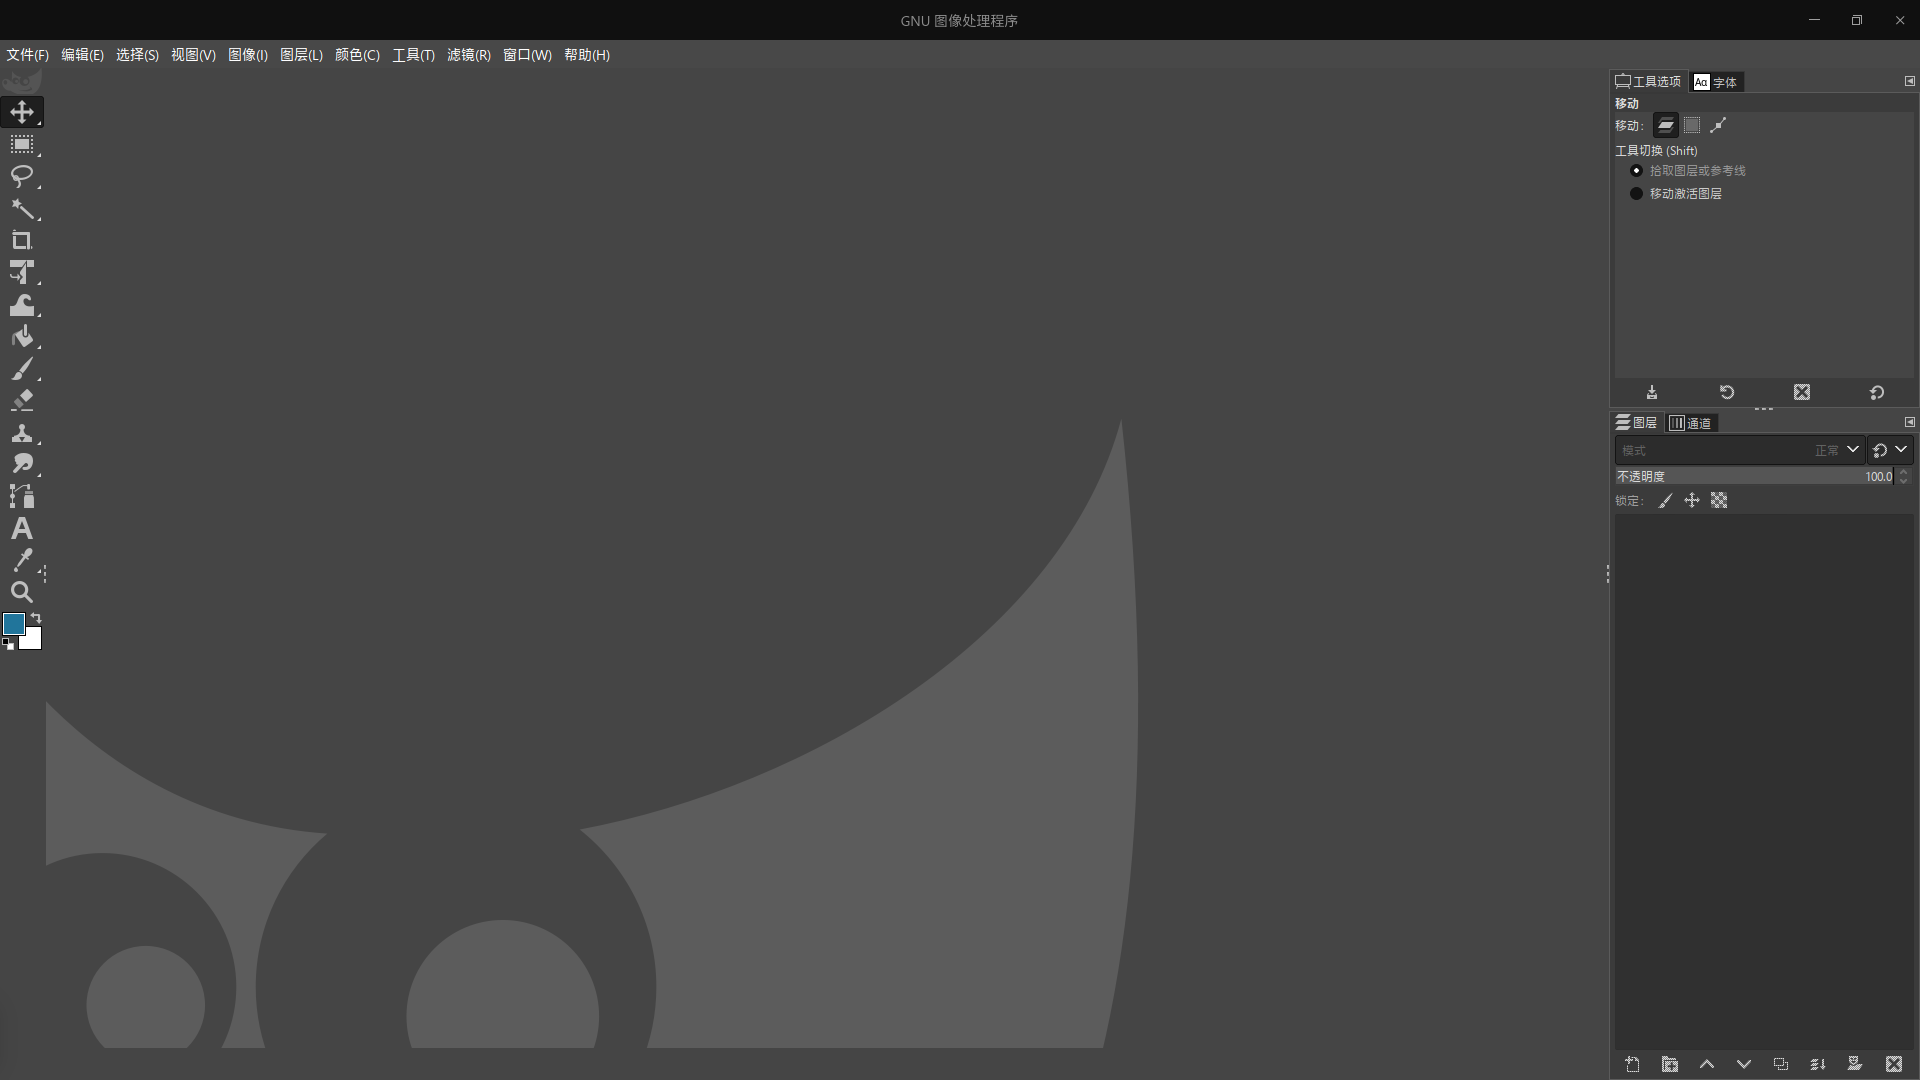 GNU 图像处理程序
文件(F) 编辑(E) 选择(S) 视图(V) 图像(I) 图层(L) 颜色(C) 工具(T) 滤镜(R) 窗口(W) 帮助(H)
工具选项 Aα 字体
移动
移动：
工具切换 (Shift)
拾取图层或参考线
移动激活图层
图层 通道
模式 正常
不透明度 100.0
锁定：